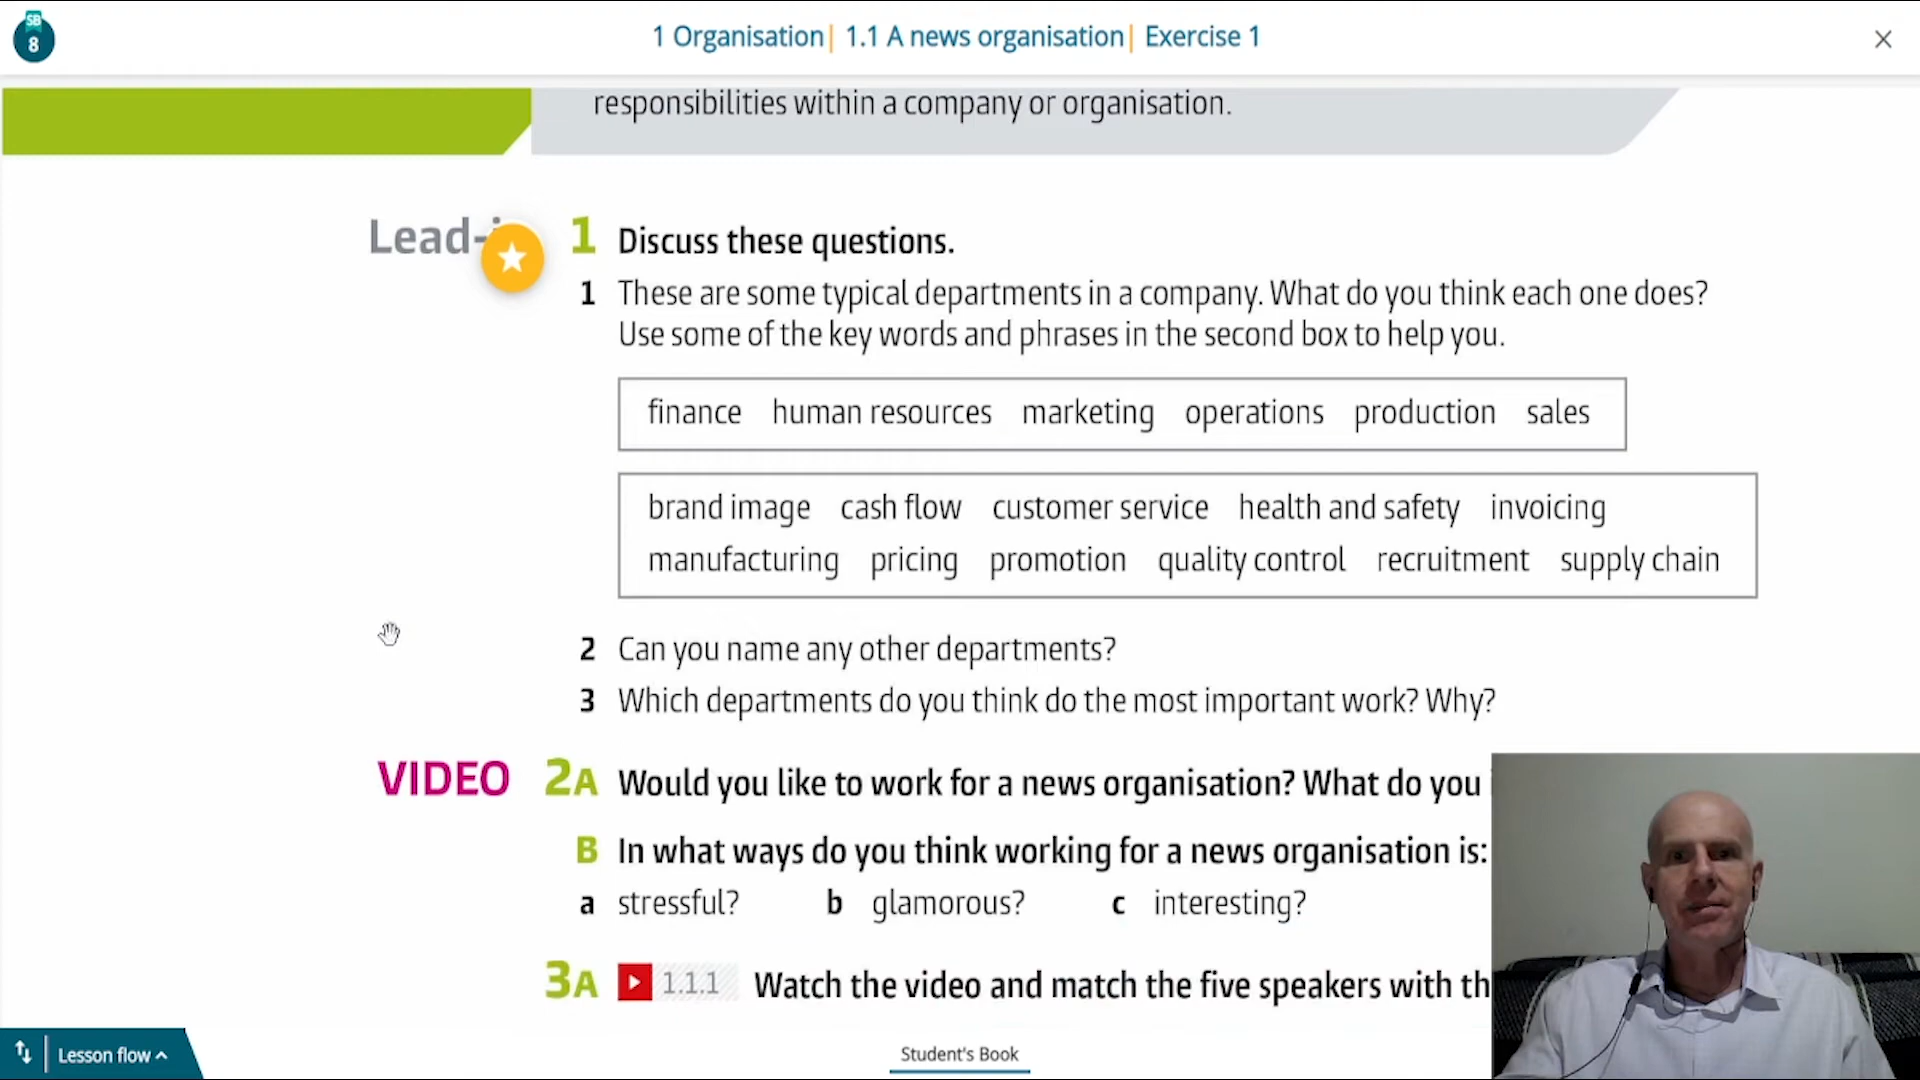 SB
8
1 Organisation | 1.1 A news organisation | Exercise 1
responsibilities within a company or organisation.
Lead-
1 Discuss these questions.
1 These are some typical departments in a company. What do you think each one does?
Use some of the key words and phrases in the second box to help you.
finance human resources marketing operations production sales
brand image cash flow customer service health and safety invoicing
manufacturing pricing promotion quality control recruitment supply chain
2 Can you name any other departments?
3 Which departments do you think do the most important work? Why?
VIDEO 2A Would you like to work for a news organisation? What do you
B In what ways do you think working for a news organisation is:
a stressful? b glamorous? c interesting?
3A 1.1.1 Watch the video and match the five speakers with th
Lesson flow
Student's Book